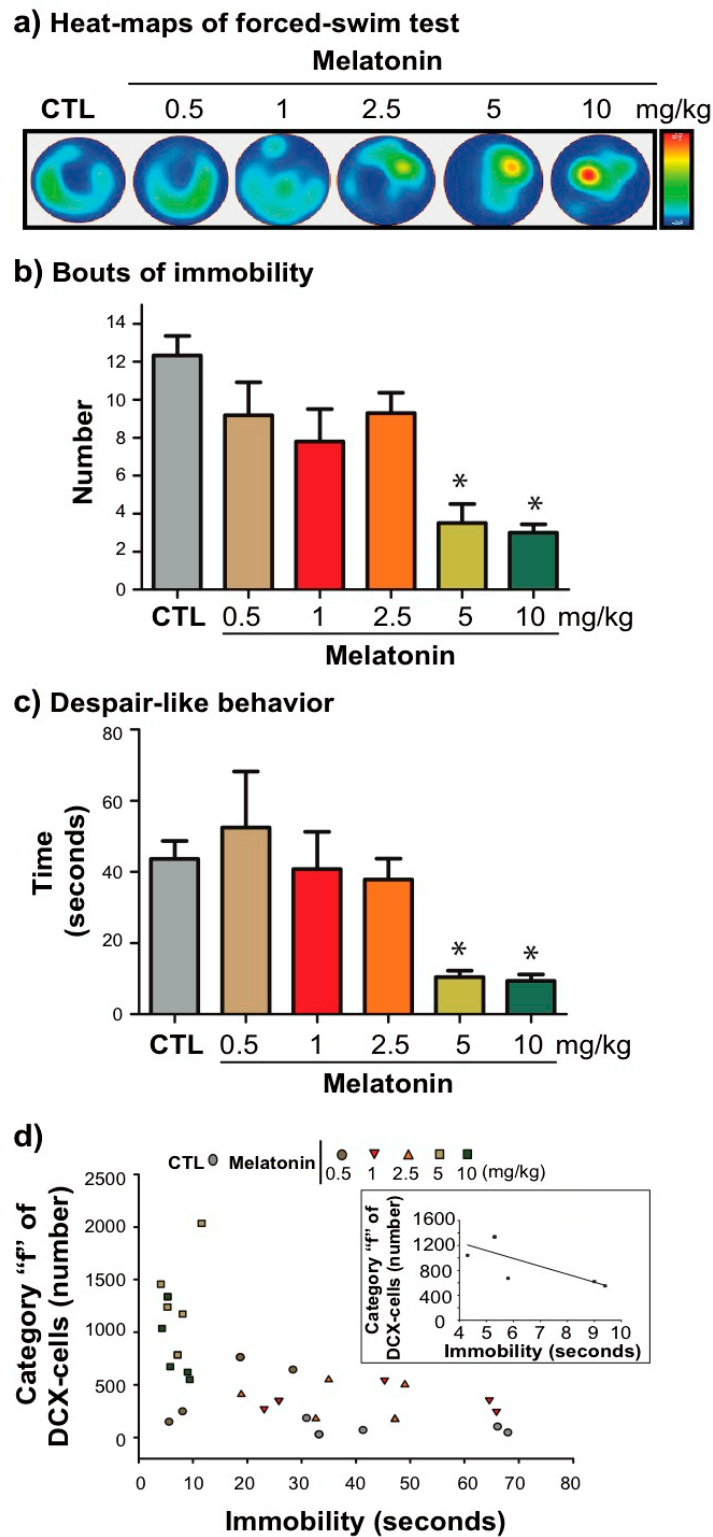 a) Heat-maps of forced-swim test
Melatonin
CTL 0.5 1 2.5 5 10 mg/kg
b) Bouts of immobility
Number
14
12
10
8
6
4
2
0
* *
CTL 0.5 1 2.5 5 10 mg/kg
Melatonin
c) Despair-like behavior
Time
(seconds)
80
60
40
20
0
* *
CTL 0.5 1 2.5 5 10 mg/kg
Melatonin
d)
CTL Melatonin 0.5 1 2.5 5 10 (mg/kg)
Category “f” of
DCX-cells (number)
2500
2000
1500
1000
500
0
0 10 20 30 40 50 60 70 80
Immobility (seconds)
Category “f” of
DCX-cells (number)
1600
1200
800
400
0
4 5 6 7 8 9 10
Immobility (seconds)